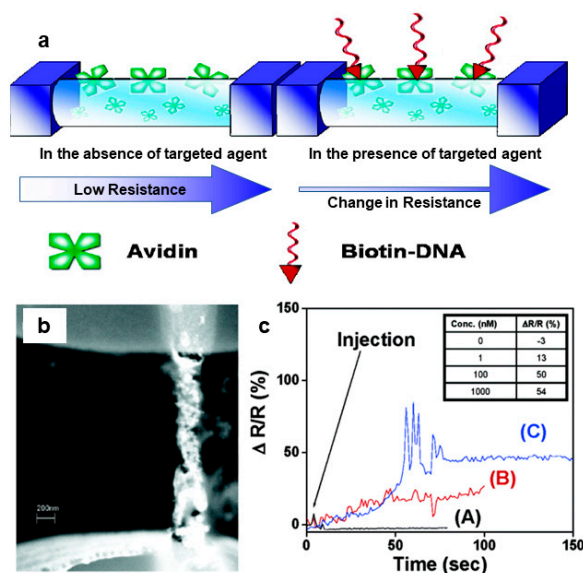 a
In the absence of targeted agent
In the presence of targeted agent
Low Resistance
Change in Resistance
Avidin
Biotin-DNA
b
200nm
c
Injection
Conc. (nM) ΔR/R (%)
0 -3
1 13
100 50
1000 54
(C)
(B)
(A)
Δ R/R (%)
150
100
50
0
0 50 100 150
Time (sec)